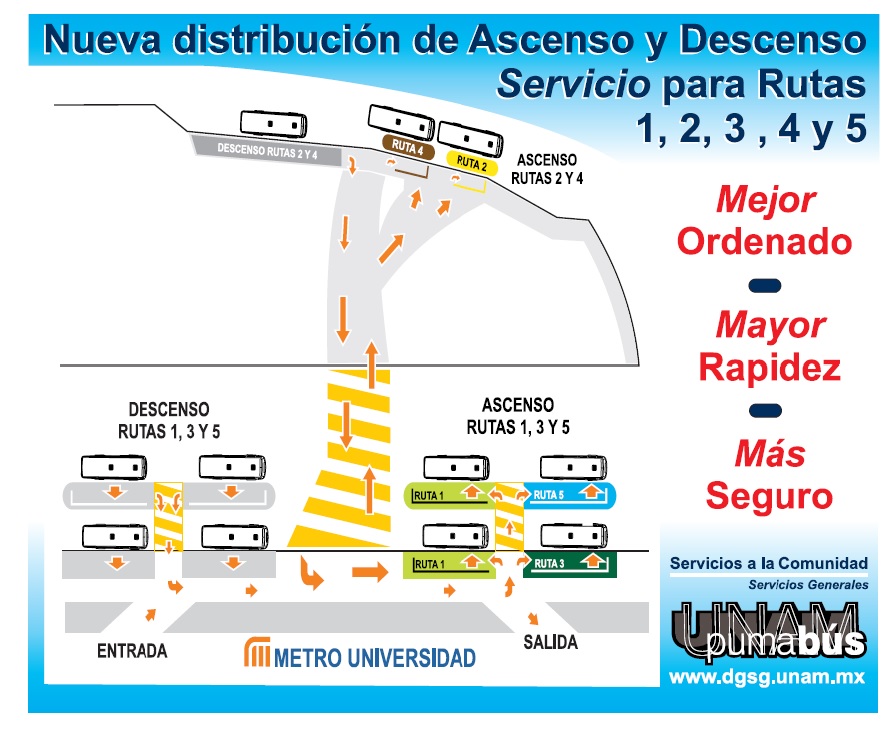 Nueva distribución de Ascenso y Descenso
Servicio para Rutas
1, 2, 3 , 4 y 5
DESCENSO RUTAS 2 Y 4
RUTA 4
RUTA 2
ASCENSO
RUTAS 2 Y 4
Mejor
Ordenado
Mayor
Rapidez
Más
Seguro
DESCENSO
RUTAS 1, 3 Y 5
ASCENSO
RUTAS 1, 3 Y 5
RUTA 1
RUTA 5
RUTA 1
RUTA 3
ENTRADA
METRO UNIVERSIDAD
SALIDA
Servicios a la Comunidad
Servicios Generales
UNAM
pumabús
www.dgsg.unam.mx